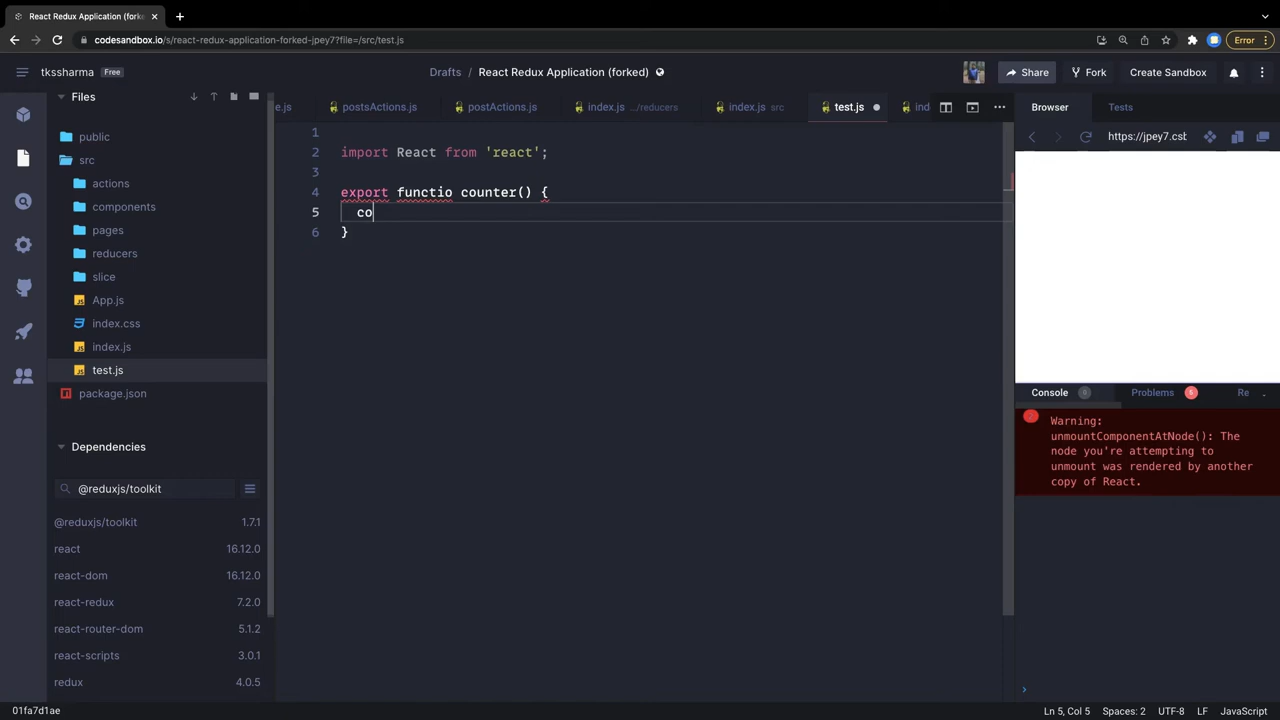 React Redux Application (forked)
codesandbox.io/s/react-redux-application-forked-jpey7?file=/src/test.js
Error
tkssharma Free
Drafts / React Redux Application (forked)
Share
Fork
Create Sandbox
Files
e.js
postsActions.js
postActions.js
index.js .../reducers
index.js src
test.js
ind
Browser
Tests
https://jpey7.csb
public
src
actions
components
pages
reducers
slice
App.js
index.css
index.js
test.js
package.json
1
2 import React from 'react';
3
4 export functio counter() {
5 co
6 }
Console 0
Problems 6
Re
Warning:
unmountComponentAtNode(): The
node you're attempting to
unmount was rendered by another
copy of React.
Dependencies
@reduxjs/toolkit
@reduxjs/toolkit 1.7.1
react 16.12.0
react-dom 16.12.0
react-redux 7.2.0
react-router-dom 5.1.2
react-scripts 3.0.1
redux 4.0.5
01fa7d1ae
Ln 5, Col 5
Spaces: 2
UTF-8
LF
JavaScript